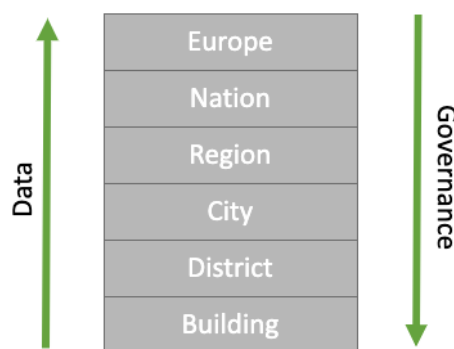 Europe
Nation
Region
City
District
Building
Data
Governance